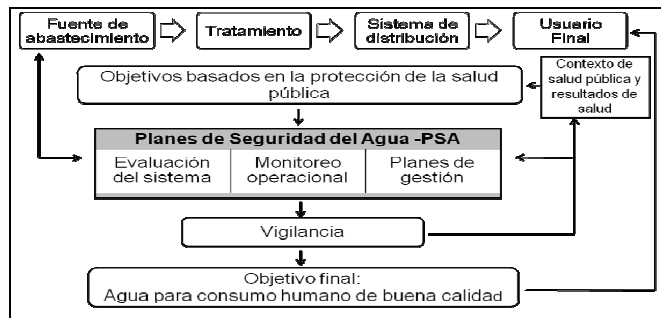 Fuente de
abastecimiento
Tratamiento
Sistema de
distribución
Usuario
Final
Objetivos basados en la protección de la salud
pública
Contexto de
salud pública y
resultados de
salud
Planes de Seguridad del Agua -PSA
Evaluación
del sistema
Monitoreo
operacional
Planes de
gestión
Vigilancia
Objetivo final:
Agua para consumo humano de buena calidad